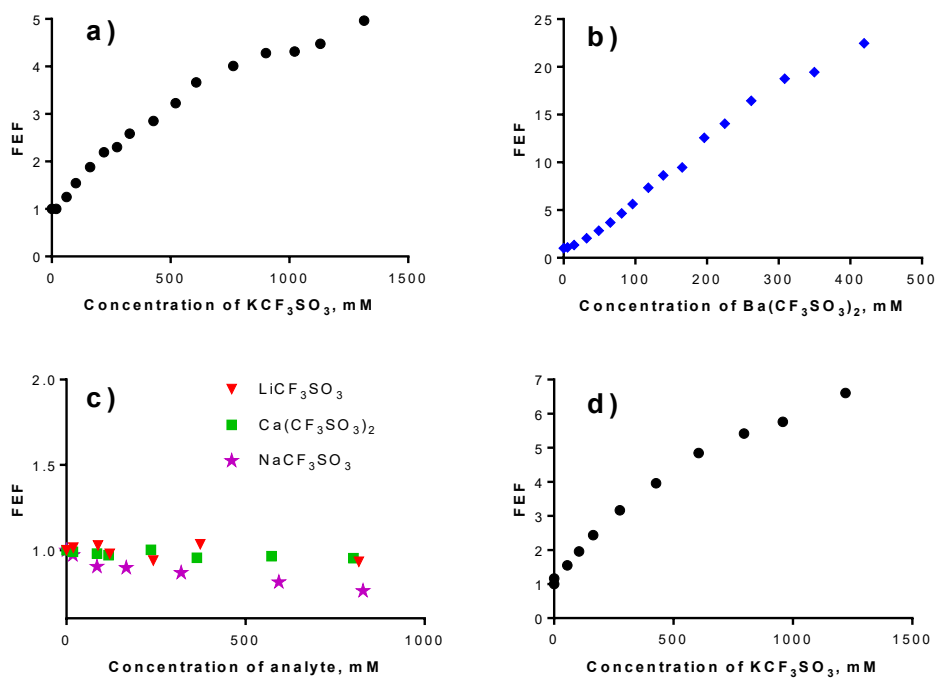 a)
5
4
3
2
1
0
FEF
0 500 1000 1500
Concentration of KCF₃SO₃, mM
b)
25
20
15
10
5
0
FEF
0 100 200 300 400 500
Concentration of Ba(CF₃SO₃)₂, mM
c)
2.0
1.5
1.0
FEF
LiCF₃SO₃
Ca(CF₃SO₃)₂
NaCF₃SO₃
0 500 1000
Concentration of analyte, mM
d)
7
6
5
4
3
2
1
0
FEF
0 500 1000 1500
Concentration of KCF₃SO₃, mM